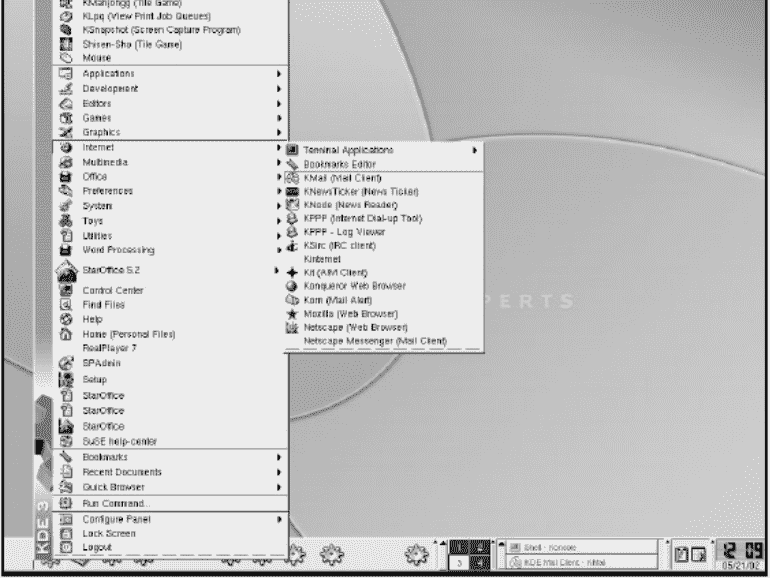 KMahjongg (Tile Game)
KLpq (View Print Job Queues)
KSnapshot (Screen Capture Program)
Shisen-Sho (Tile Game)
Mouse
Applications
Development
Editors
Games
Graphics
Internet
Multimedia
Office
Preferences
System
Toys
Utilities
Word Processing
StarOffice 5.2
Control Center
Find Files
Help
Home (Personal Files)
RealPlayer 7
SPAdmin
Setup
StarOffice
StarOffice
StarOffice
SuSE help-center
Bookmarks
Recent Documents
Quick Browser
Run Command...
Configure Panel
Lock Screen
Logout
KDE 3
Terminal Applications
Bookmarks Editor
KMail (Mail Client)
KNewsTicker (News Ticker)
KNode (News Reader)
KPPP (Internet Dial-up Tool)
KPPP - Log Viewer
KSirc (IRC client)
Kinternet
Kit (AIM Client)
Konqueror Web Browser
Korn (Mail Alert)
Mozilla (Web Browser)
Netscape (Web Browser)
Netscape Messenger (Mail Client)
PERTS
3
Shell - Konsole
KDE Mail Client - KMail
12 09
05/21/02